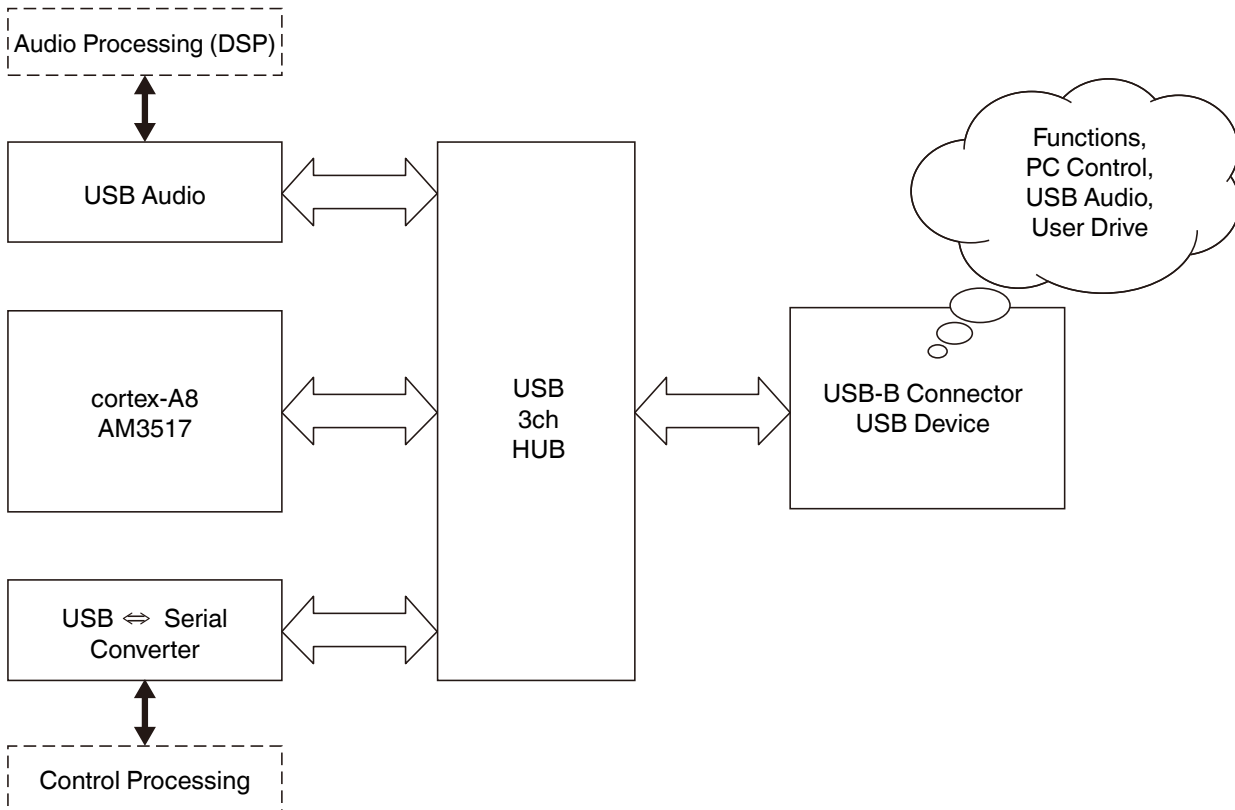 Audio Processing (DSP)
USB Audio
cortex-A8
AM3517
USB ⇔ Serial
Converter
Control Processing
USB
3ch
HUB
USB-B Connector
USB Device
Functions,
PC Control,
USB Audio,
User Drive